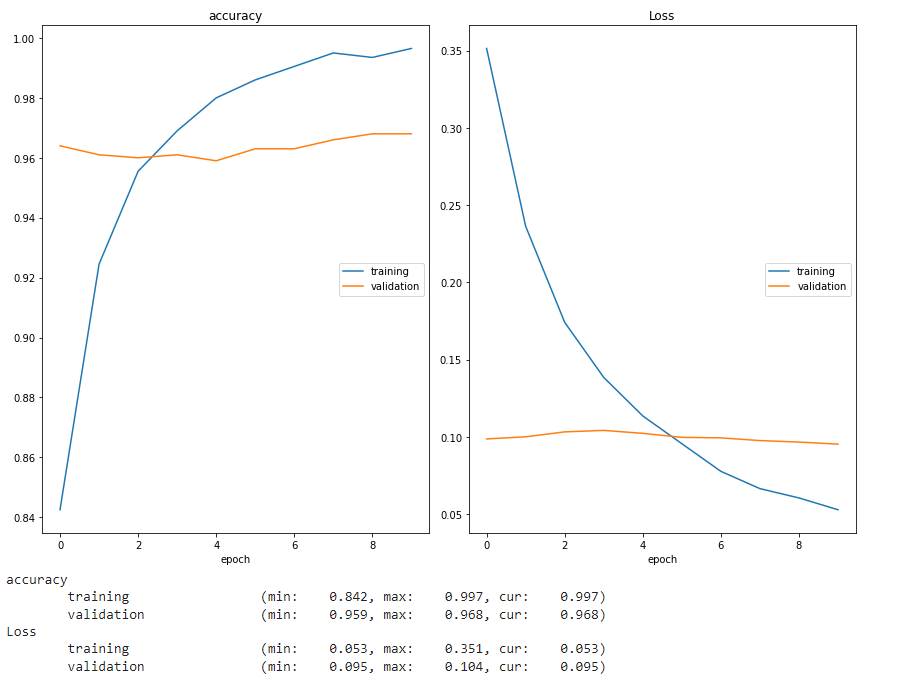 accuracy
1.00
0.98
0.96
0.94
0.92
0.90
0.88
0.86
0.84
0 2 4 6 8
epoch
training
validation
Loss
0.35
0.30
0.25
0.20
0.15
0.10
0.05
0 2 4 6 8
epoch
training
validation
accuracy
training (min: 0.842, max: 0.997, cur: 0.997)
validation (min: 0.959, max: 0.968, cur: 0.968)
Loss
training (min: 0.053, max: 0.351, cur: 0.053)
validation (min: 0.095, max: 0.104, cur: 0.095)